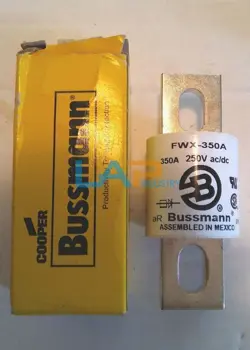 COOPER
Bussmann
FWX-350A
350A 250V ac/dc
aR Bussmann
ASSEMBLED IN MEXICO